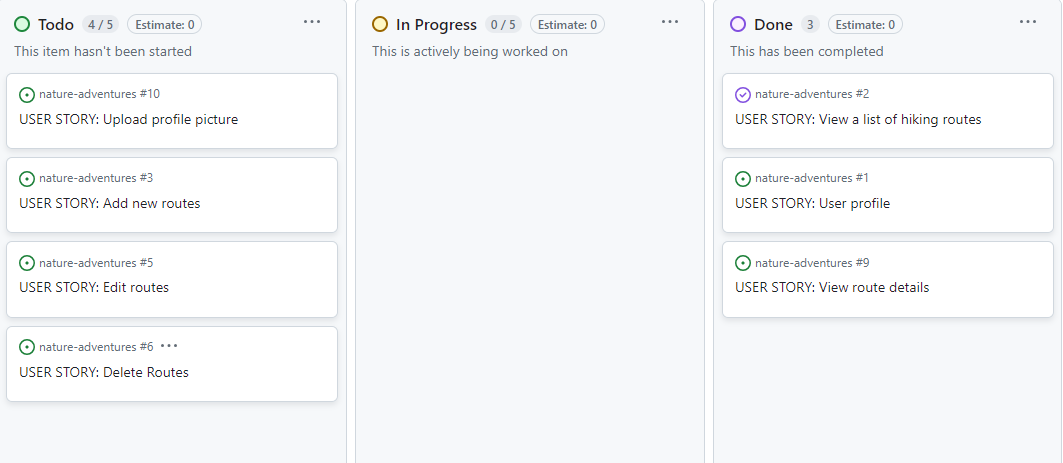 Todo 4 / 5 Estimate: 0
This item hasn't been started
nature-adventures #10
USER STORY: Upload profile picture
nature-adventures #3
USER STORY: Add new routes
nature-adventures #5
USER STORY: Edit routes
nature-adventures #6
USER STORY: Delete Routes
In Progress 0 / 5 Estimate: 0
This is actively being worked on
Done 3 Estimate: 0
This has been completed
nature-adventures #2
USER STORY: View a list of hiking routes
nature-adventures #1
USER STORY: User profile
nature-adventures #9
USER STORY: View route details